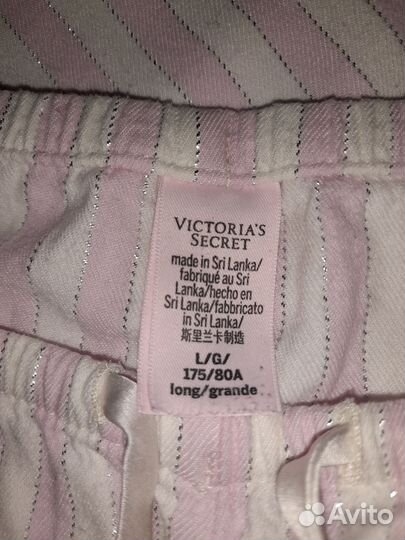 VICTORIA'S
SECRET
made in Sri Lanka/
fabriqué au Sri
Lanka/hecho en
Sri Lanka/fabbricato
in Sri Lanka/
斯里兰卡制造
L/G/
175/80A
long/grande
Avito